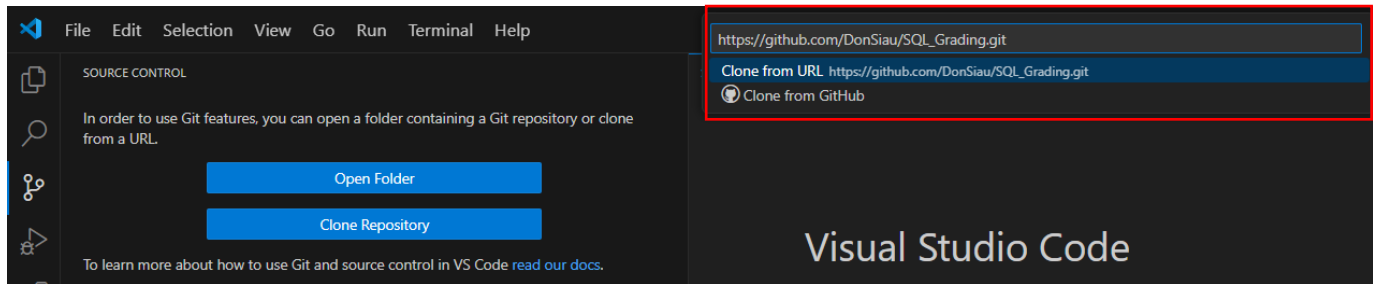 File Edit Selection View Go Run Terminal Help
SOURCE CONTROL
In order to use Git features, you can open a folder containing a Git repository or clone
from a URL.
Open Folder
Clone Repository
To learn more about how to use Git and source control in VS Code read our docs.
https://github.com/DonSiau/SQL_Grading.git
Clone from URL https://github.com/DonSiau/SQL_Grading.git
Clone from GitHub
Visual Studio Code